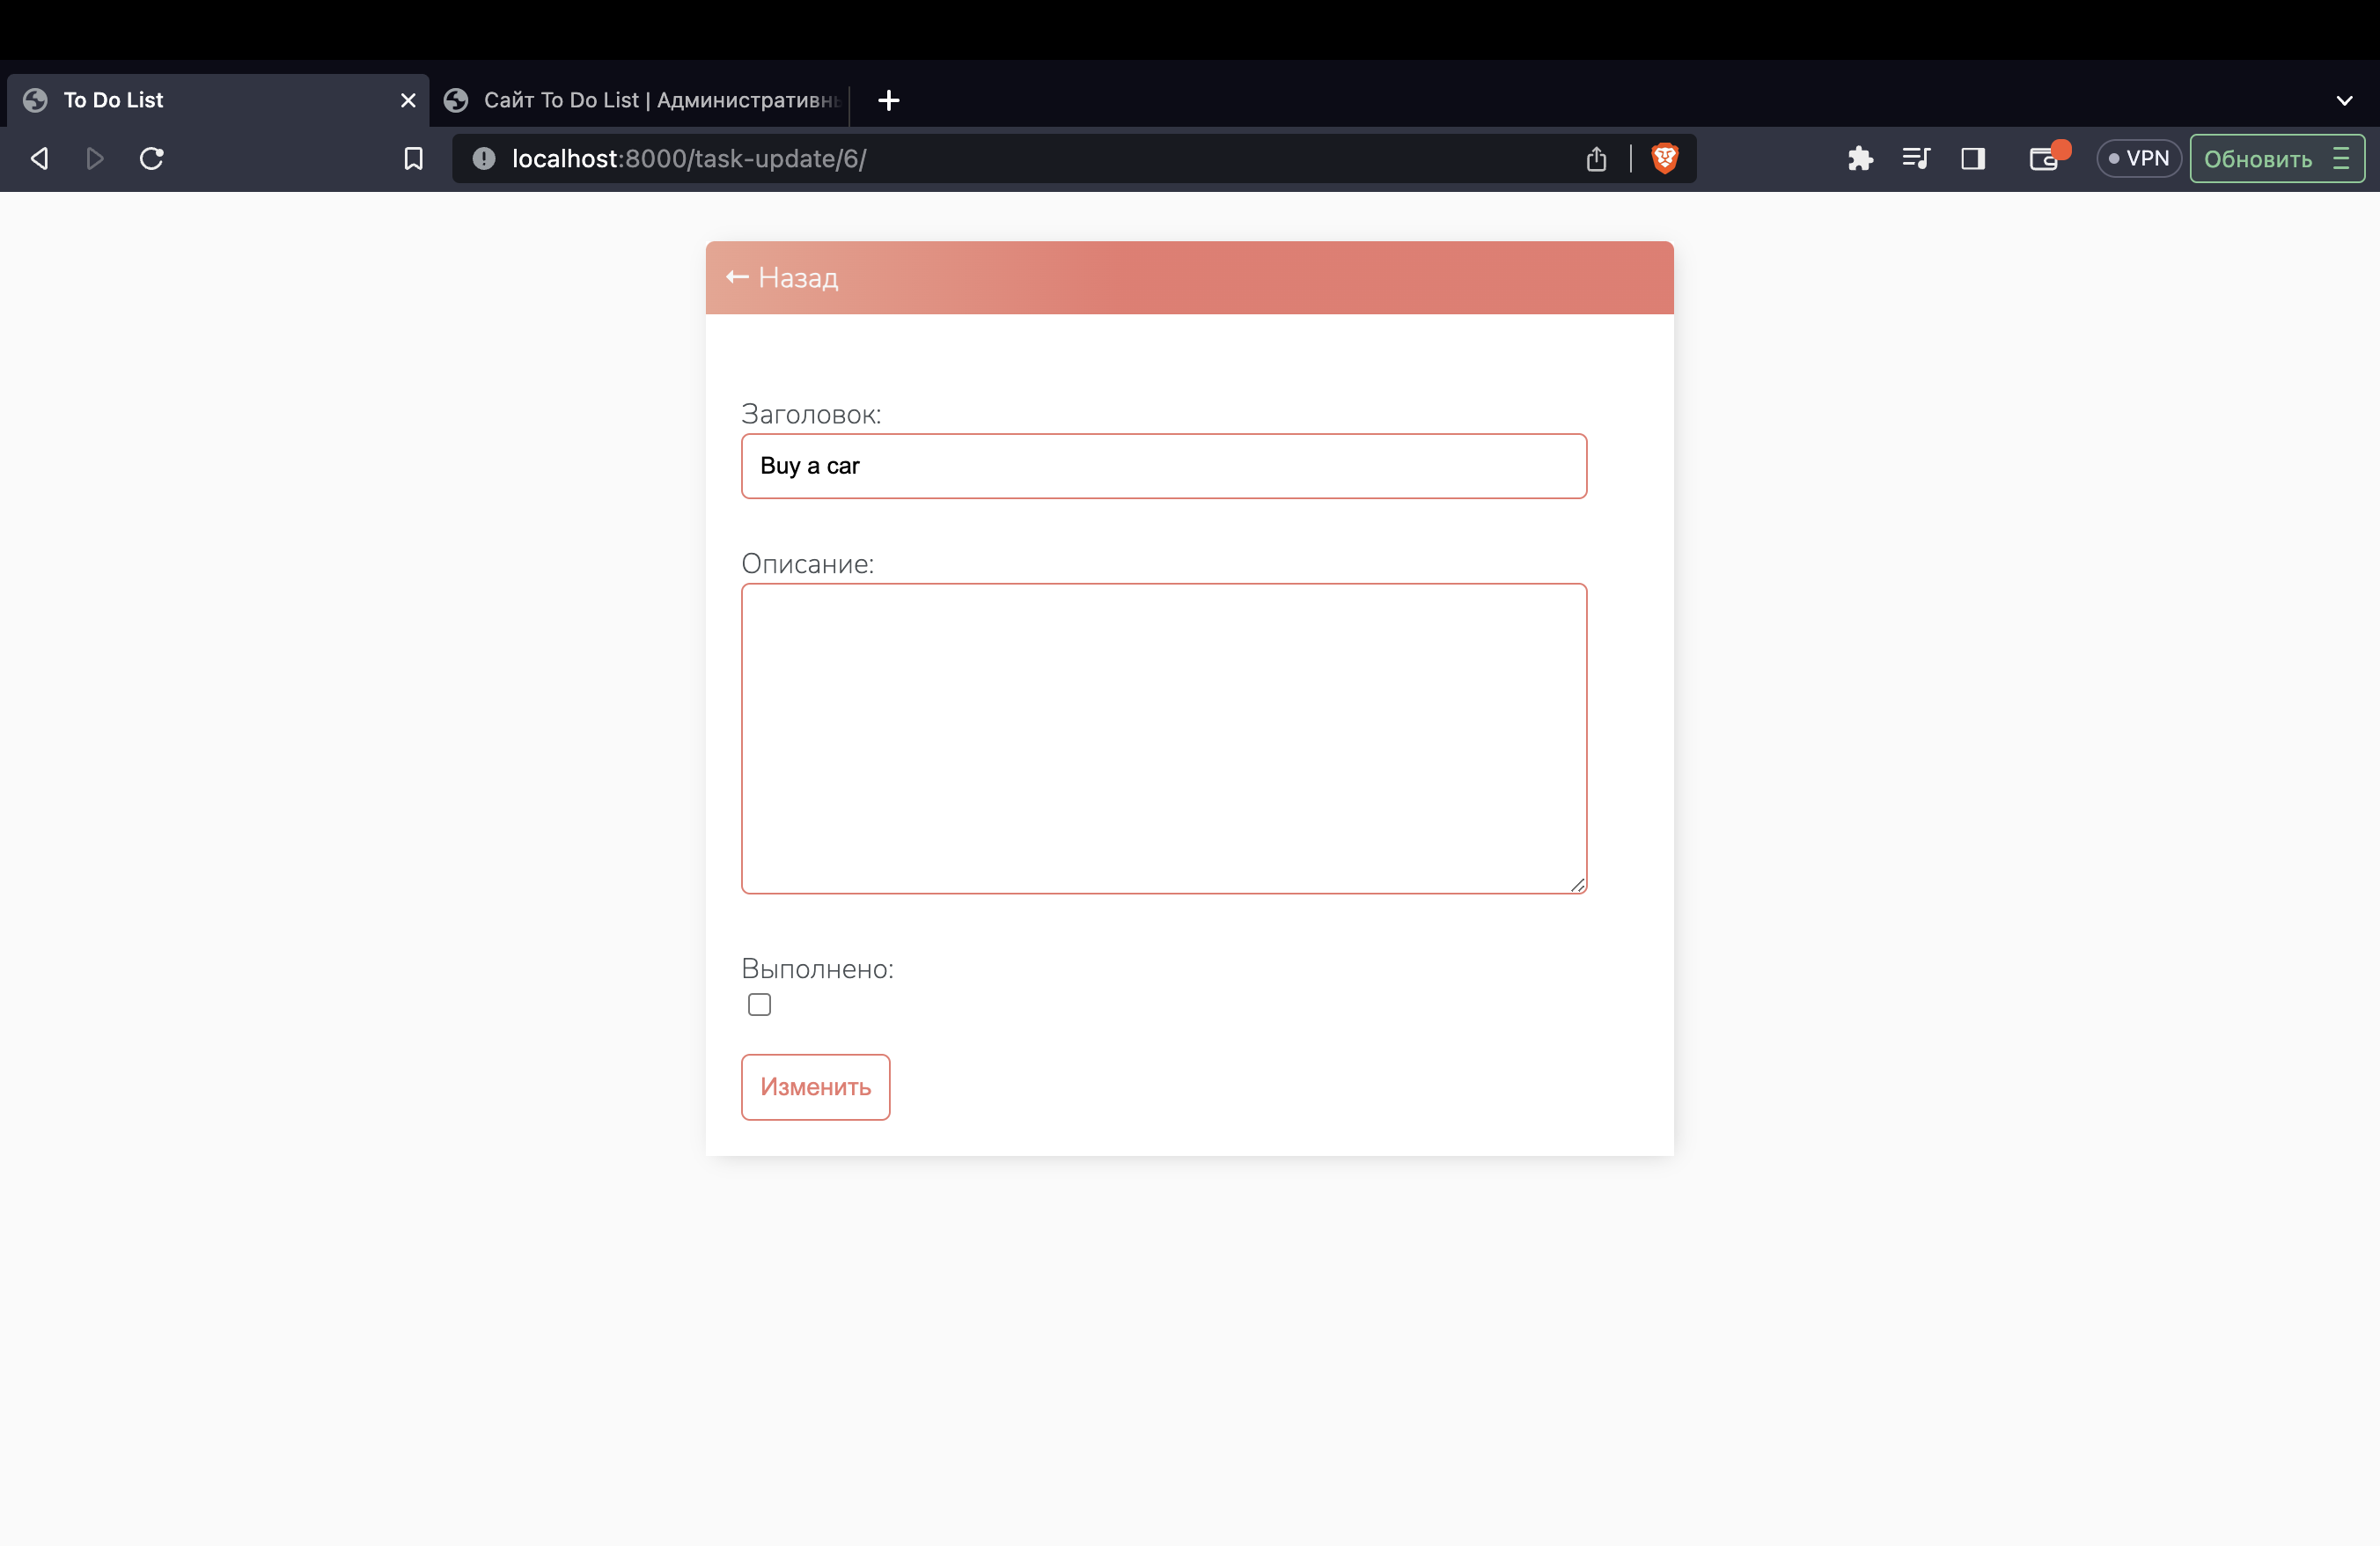 To Do List
Сайт To Do List | Административн
localhost:8000/task-update/6/
VPN
Обновить
Назад
Заголовок:
Buy a car
Описание:
Выполнено:
Изменить